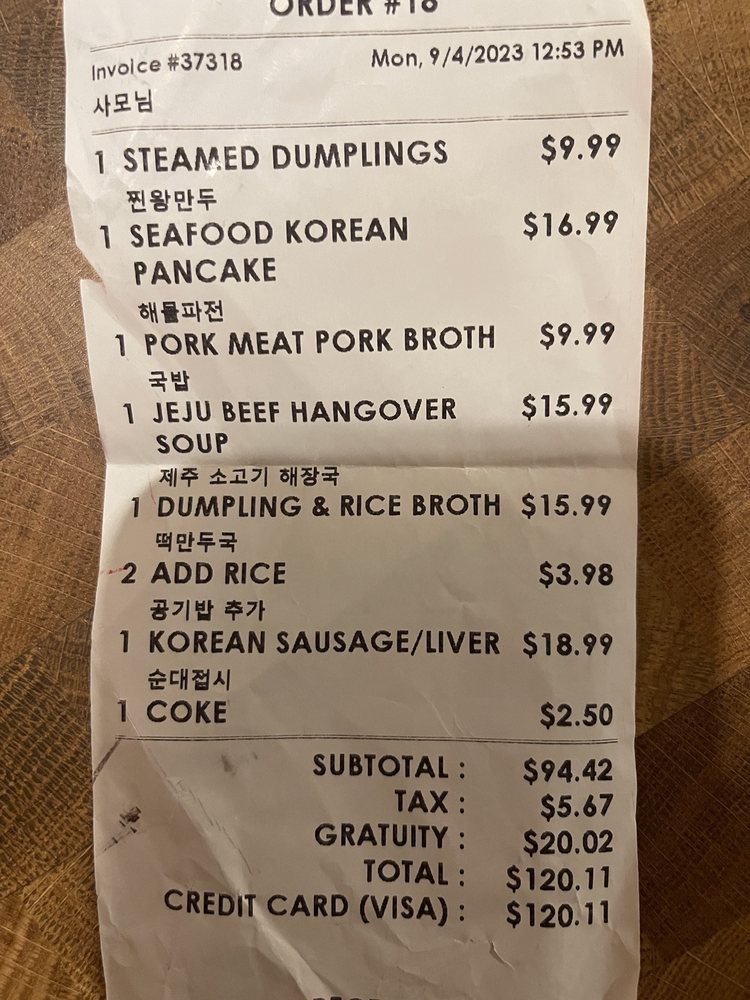 ORDER #18
Invoice #37318 Mon, 9/4/2023 12:53 PM
사모님
1 STEAMED DUMPLINGS $9.99
찐왕만두
1 SEAFOOD KOREAN $16.99
PANCAKE
해물파전
1 PORK MEAT PORK BROTH $9.99
국밥
1 JEJU BEEF HANGOVER $15.99
SOUP
제주 소고기 해장국
1 DUMPLING & RICE BROTH $15.99
떡만두국
2 ADD RICE $3.98
공기밥 추가
1 KOREAN SAUSAGE/LIVER $18.99
순대접시
1 COKE $2.50
SUBTOTAL : $94.42
TAX : $5.67
GRATUITY : $20.02
TOTAL : $120.11
CREDIT CARD (VISA) : $120.11